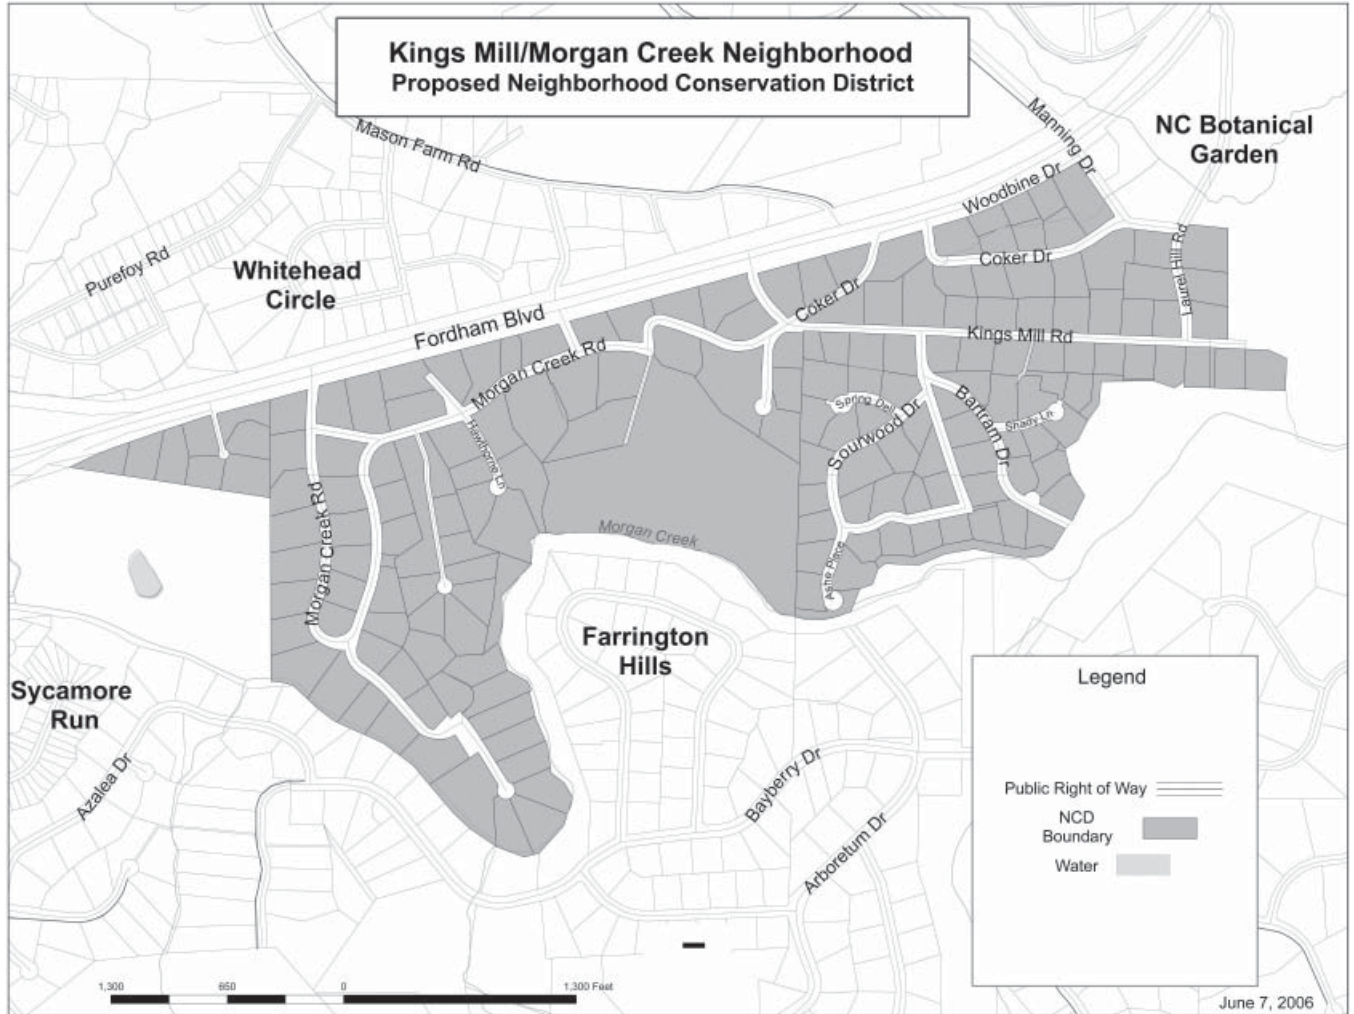 Kings Mill/Morgan Creek Neighborhood
Proposed Neighborhood Conservation District
Manning Dr
NC Botanical
Garden
Mason Farm Rd
Woodbine Dr
Purefoy Rd
Whitehead
Circle
Coker Dr
Laurel Hill Rd
Coker Dr
Fordham Blvd
Kings Mill Rd
Morgan Creek Rd
Spring Dell
Bartram Dr
Shady Ln
Sourwood Dr
Hawthorne Ln
Morgan Creek Rd
Morgan Creek
Ashe Place
Farrington
Hills
Sycamore
Run
Azalea Dr
Bayberry Dr
Arboretum Dr
Legend
Public Right of Way
NCD
Boundary
Water
1,300 650 0 1,300 Feet
June 7, 2006